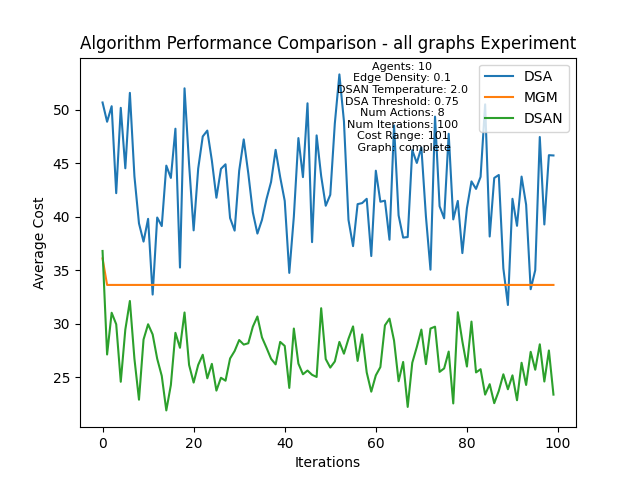 Algorithm Performance Comparison - all graphs Experiment
Agents: 10
Edge Density: 0.1
DSAN Temperature: 2.0
DSA Threshold: 0.75
Num Actions: 8
Num Iterations: 100
Cost Range: 101
Graph: complete
DSA
MGM
DSAN
Average Cost
50
45
40
35
30
25
0
20
40
60
80
100
Iterations